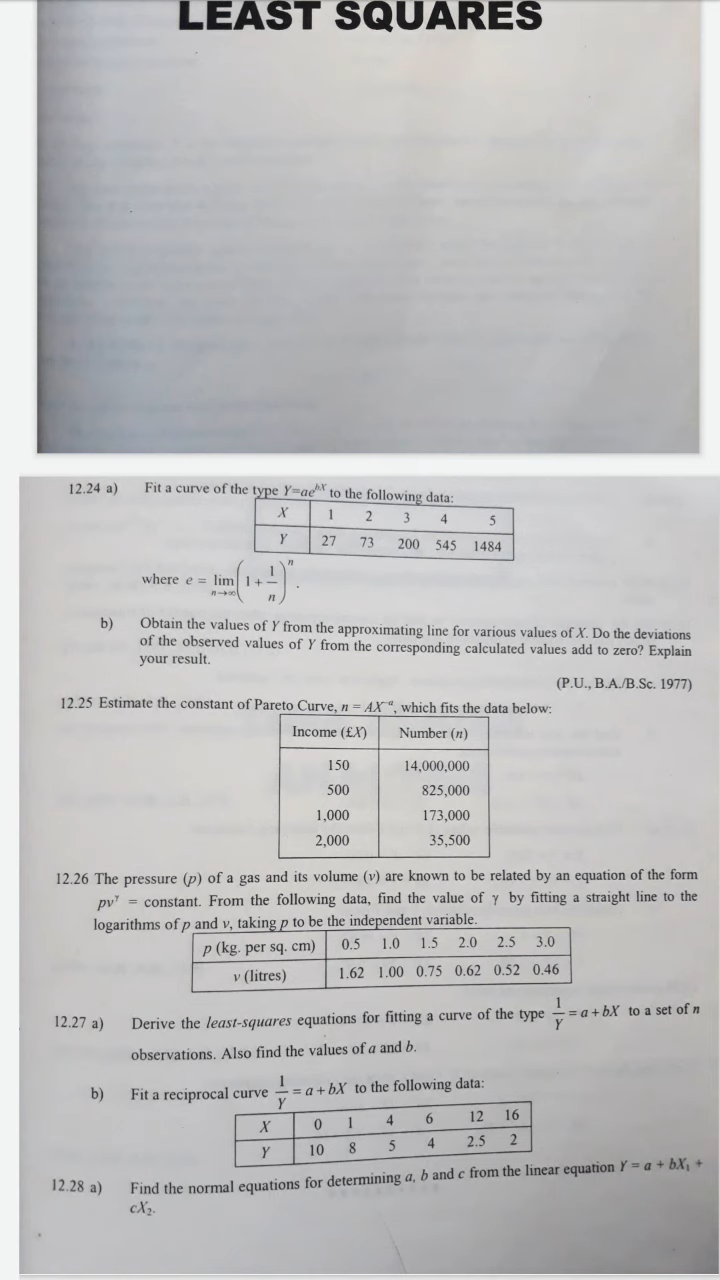 LEAST SQUARES
12.24 a) Fit a curve of the type Y=ae^{bX} to the following data:
X 1 2 3 4 5
Y 27 73 200 545 1484
where e = lim_{n→∞} (1 + 1/n)^n.
b) Obtain the values of Y from the approximating line for various values of X. Do the deviations
of the observed values of Y from the corresponding calculated values add to zero? Explain
your result.
(P.U., B.A./B.Sc. 1977)
12.25 Estimate the constant of Pareto Curve, n = AX^{-a}, which fits the data below:
Income (£X) Number (n)
150 14,000,000
500 825,000
1,000 173,000
2,000 35,500
12.26 The pressure (p) of a gas and its volume (v) are known to be related by an equation of the form
pv^γ = constant. From the following data, find the value of γ by fitting a straight line to the
logarithms of p and v, taking p to be the independent variable.
p (kg. per sq. cm) 0.5 1.0 1.5 2.0 2.5 3.0
v (litres) 1.62 1.00 0.75 0.62 0.52 0.46
12.27 a) Derive the least-squares equations for fitting a curve of the type 1/Y = a + bX to a set of n
observations. Also find the values of a and b.
b) Fit a reciprocal curve 1/Y = a + bX to the following data:
X 0 1 4 6 12 16
Y 10 8 5 4 2.5 2
12.28 a) Find the normal equations for determining a, b and c from the linear equation Y = a + bX₁ +
cX₂.